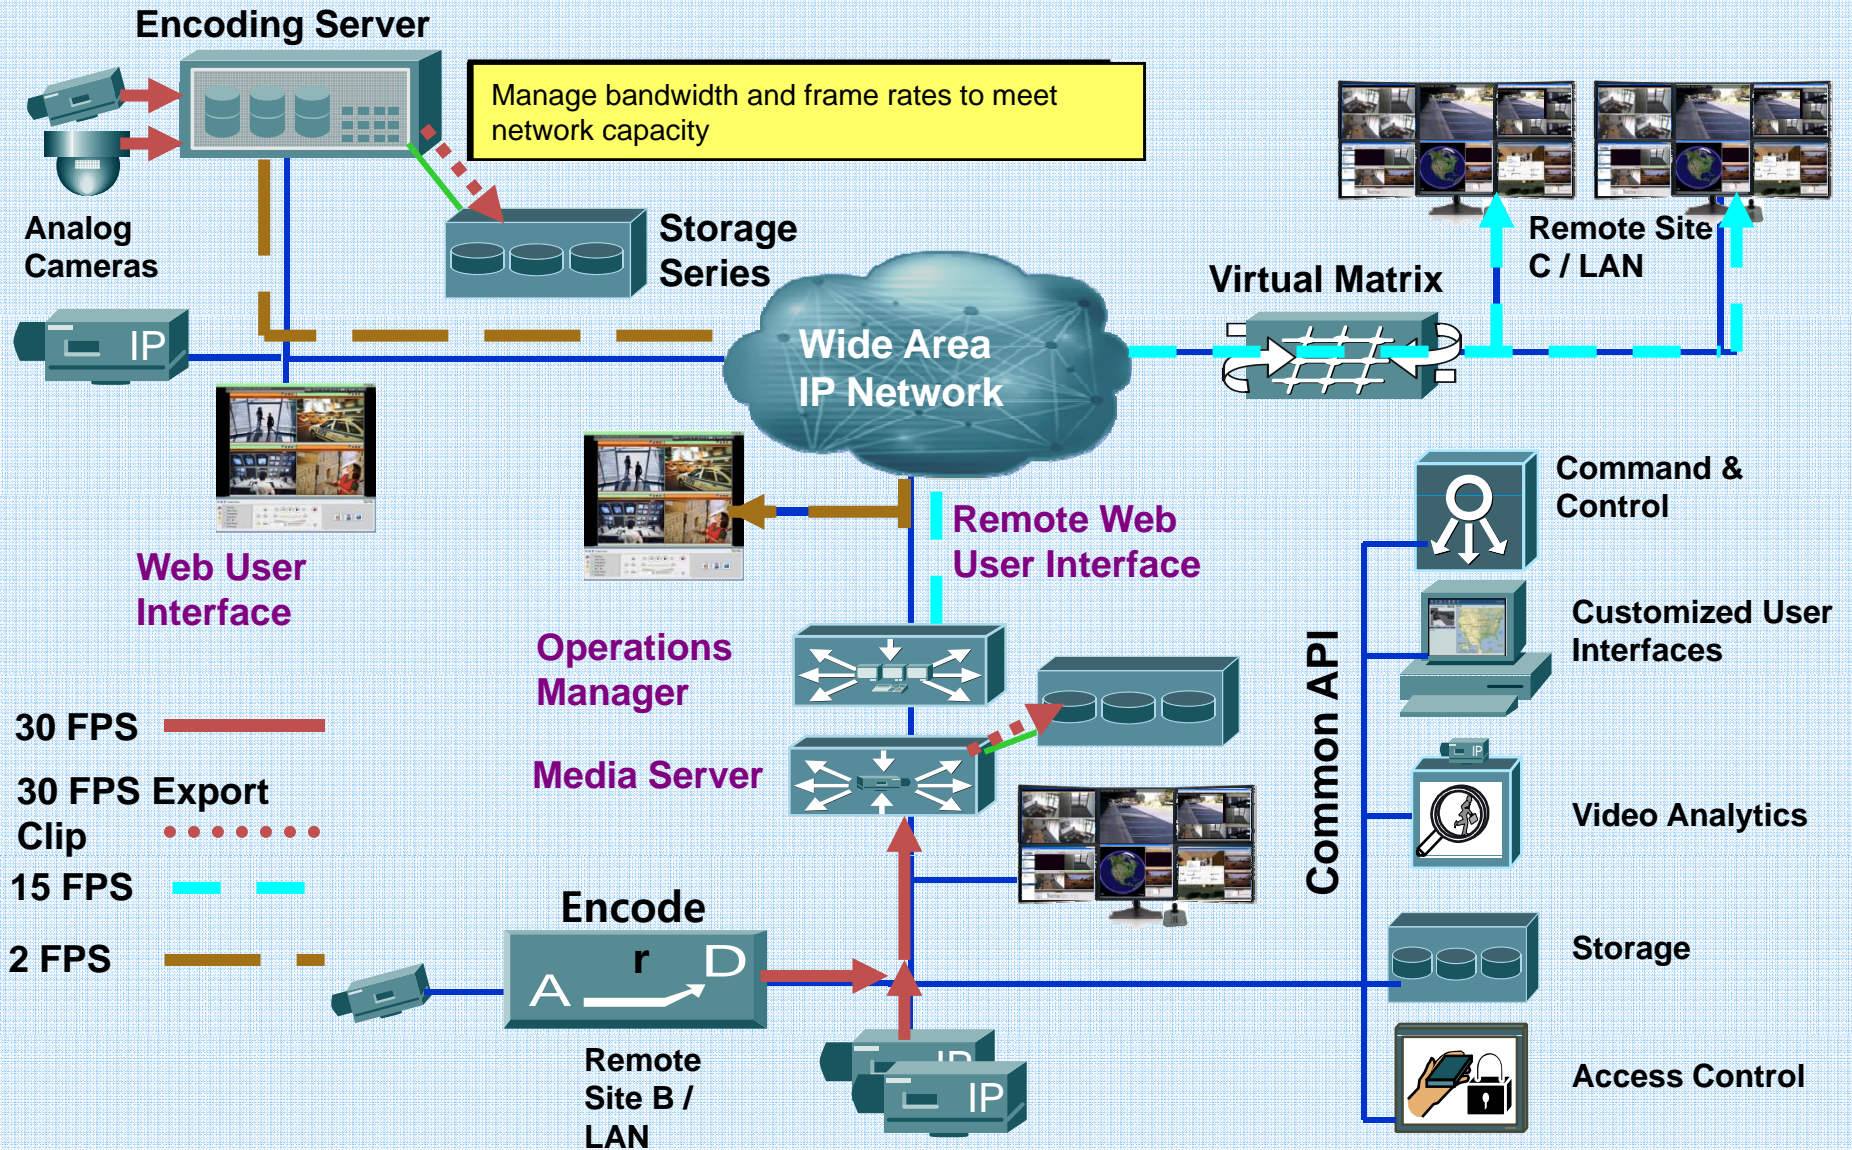 Encoding Server
Manage bandwidth and frame rates to meet
network capacity
Analog
Cameras
Storage
Series
IP
Wide Area
IP Network
Virtual Matrix
Remote Site
C / LAN
Web User
Interface
Remote Web
User Interface
Command &
Control
Customized User
Interfaces
Operations
Manager
Media Server
Common API
IP
Video Analytics
30 FPS
30 FPS Export
Clip
15 FPS
2 FPS
Encode
r
A
D
Storage
Remote
Site B /
LAN
IP
IP
Access Control